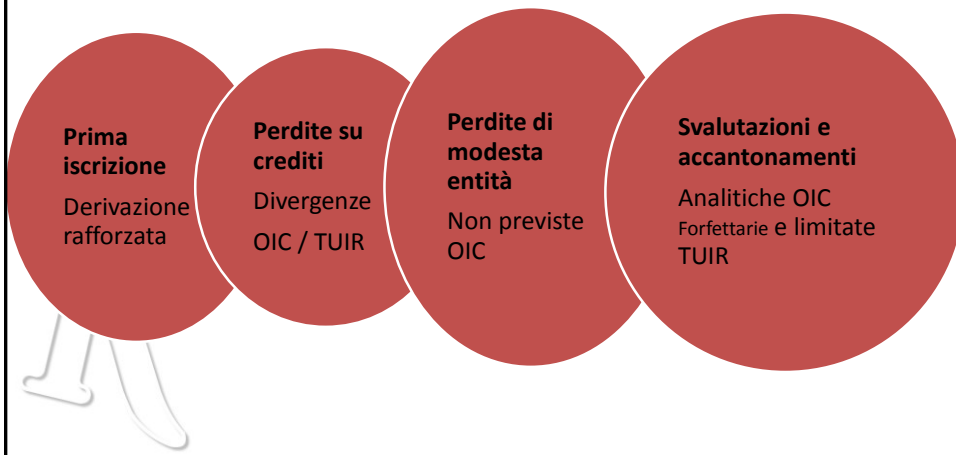 Prima
iscrizione
Derivazione
rafforzata
Perdite su
crediti
Divergenze
OIC / TUIR
Perdite di
modesta
entità
Non previste
OIC
Svalutazioni e
accantonamenti
Analitiche OIC
Forfettarie e limitate
TUIR